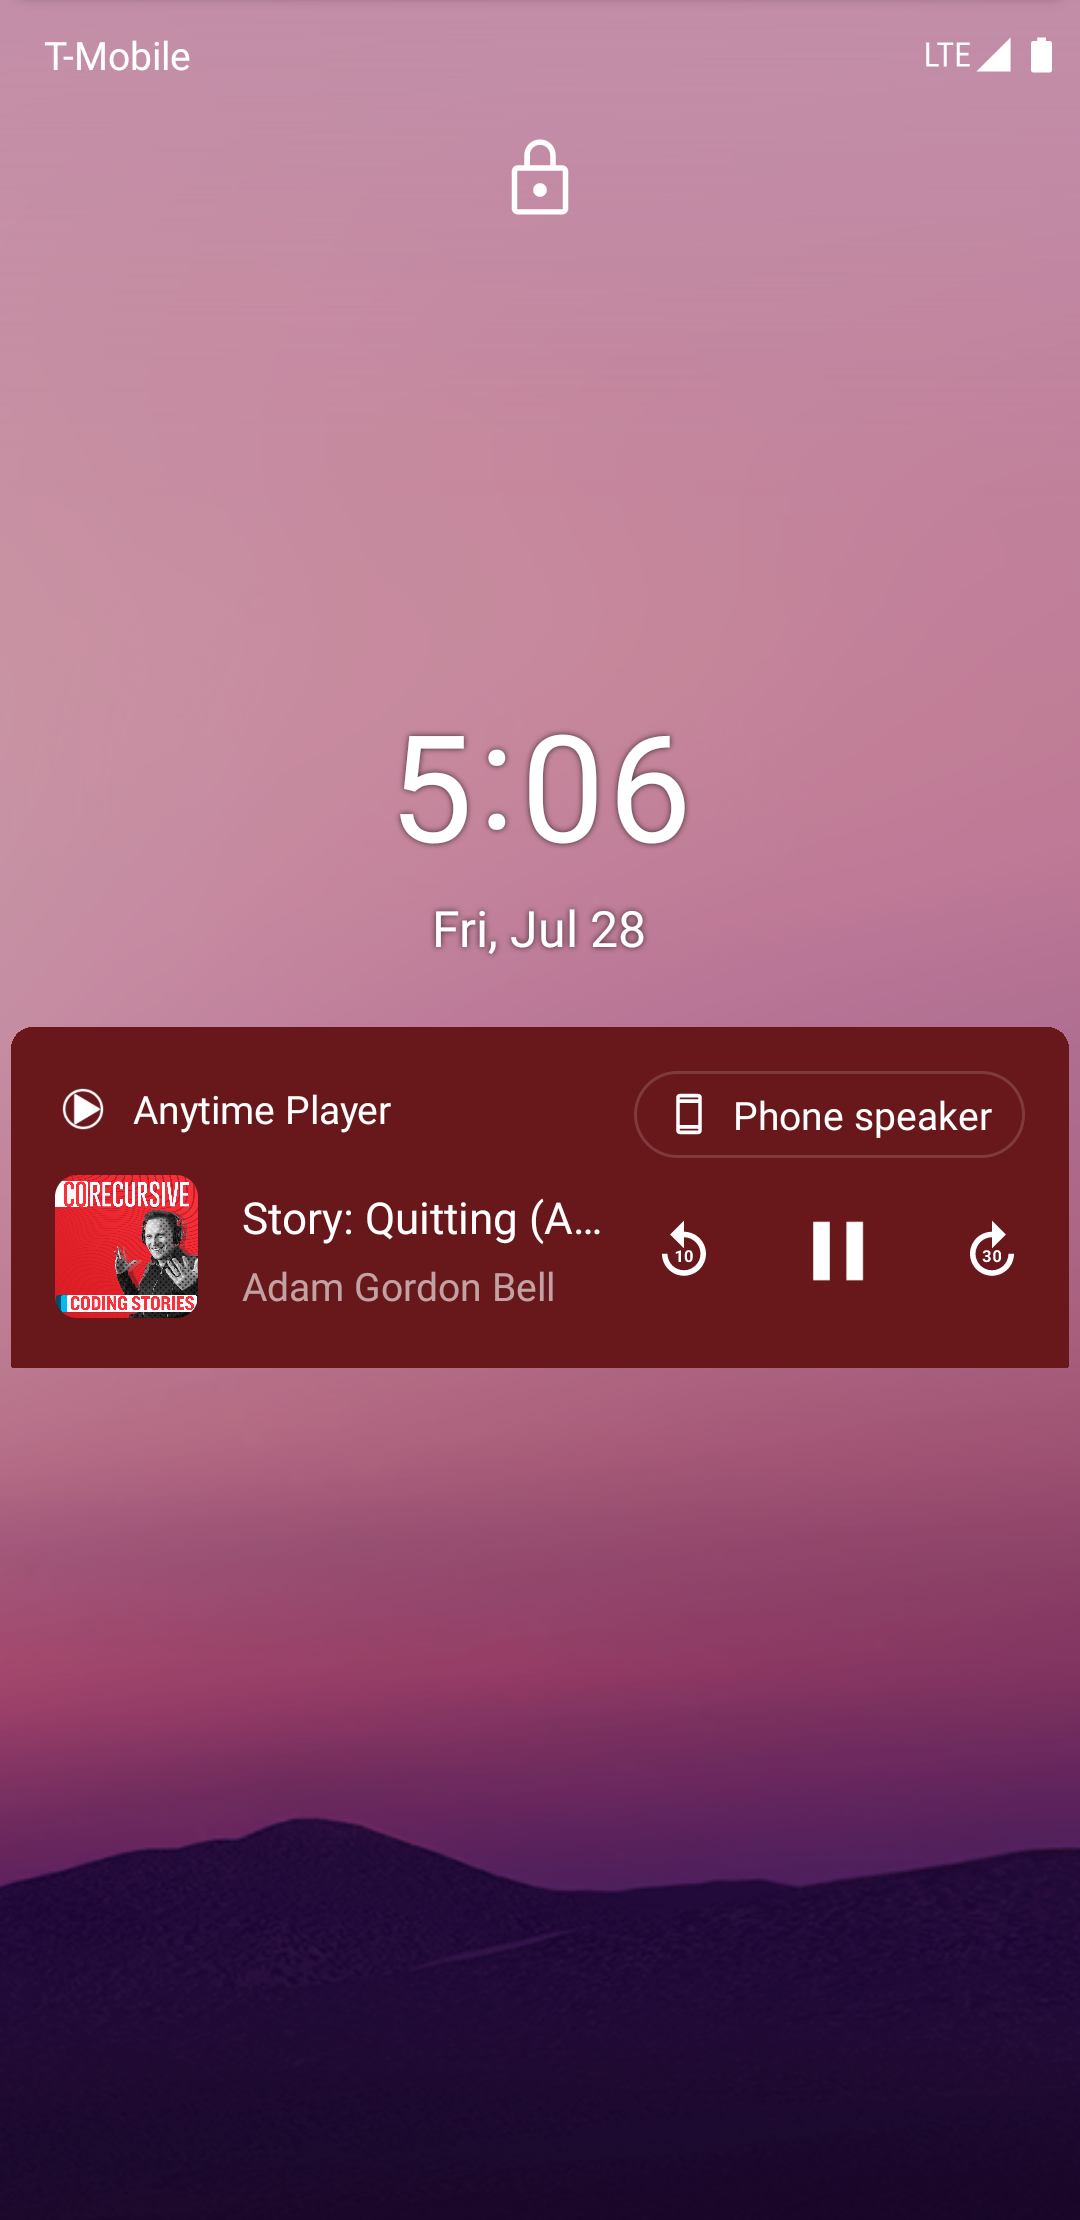 T-Mobile
LTE
5:06
Fri, Jul 28
Anytime Player
Phone speaker
CORECURSIVE
CODING STORIES
Story: Quitting (A...
Adam Gordon Bell
10
30